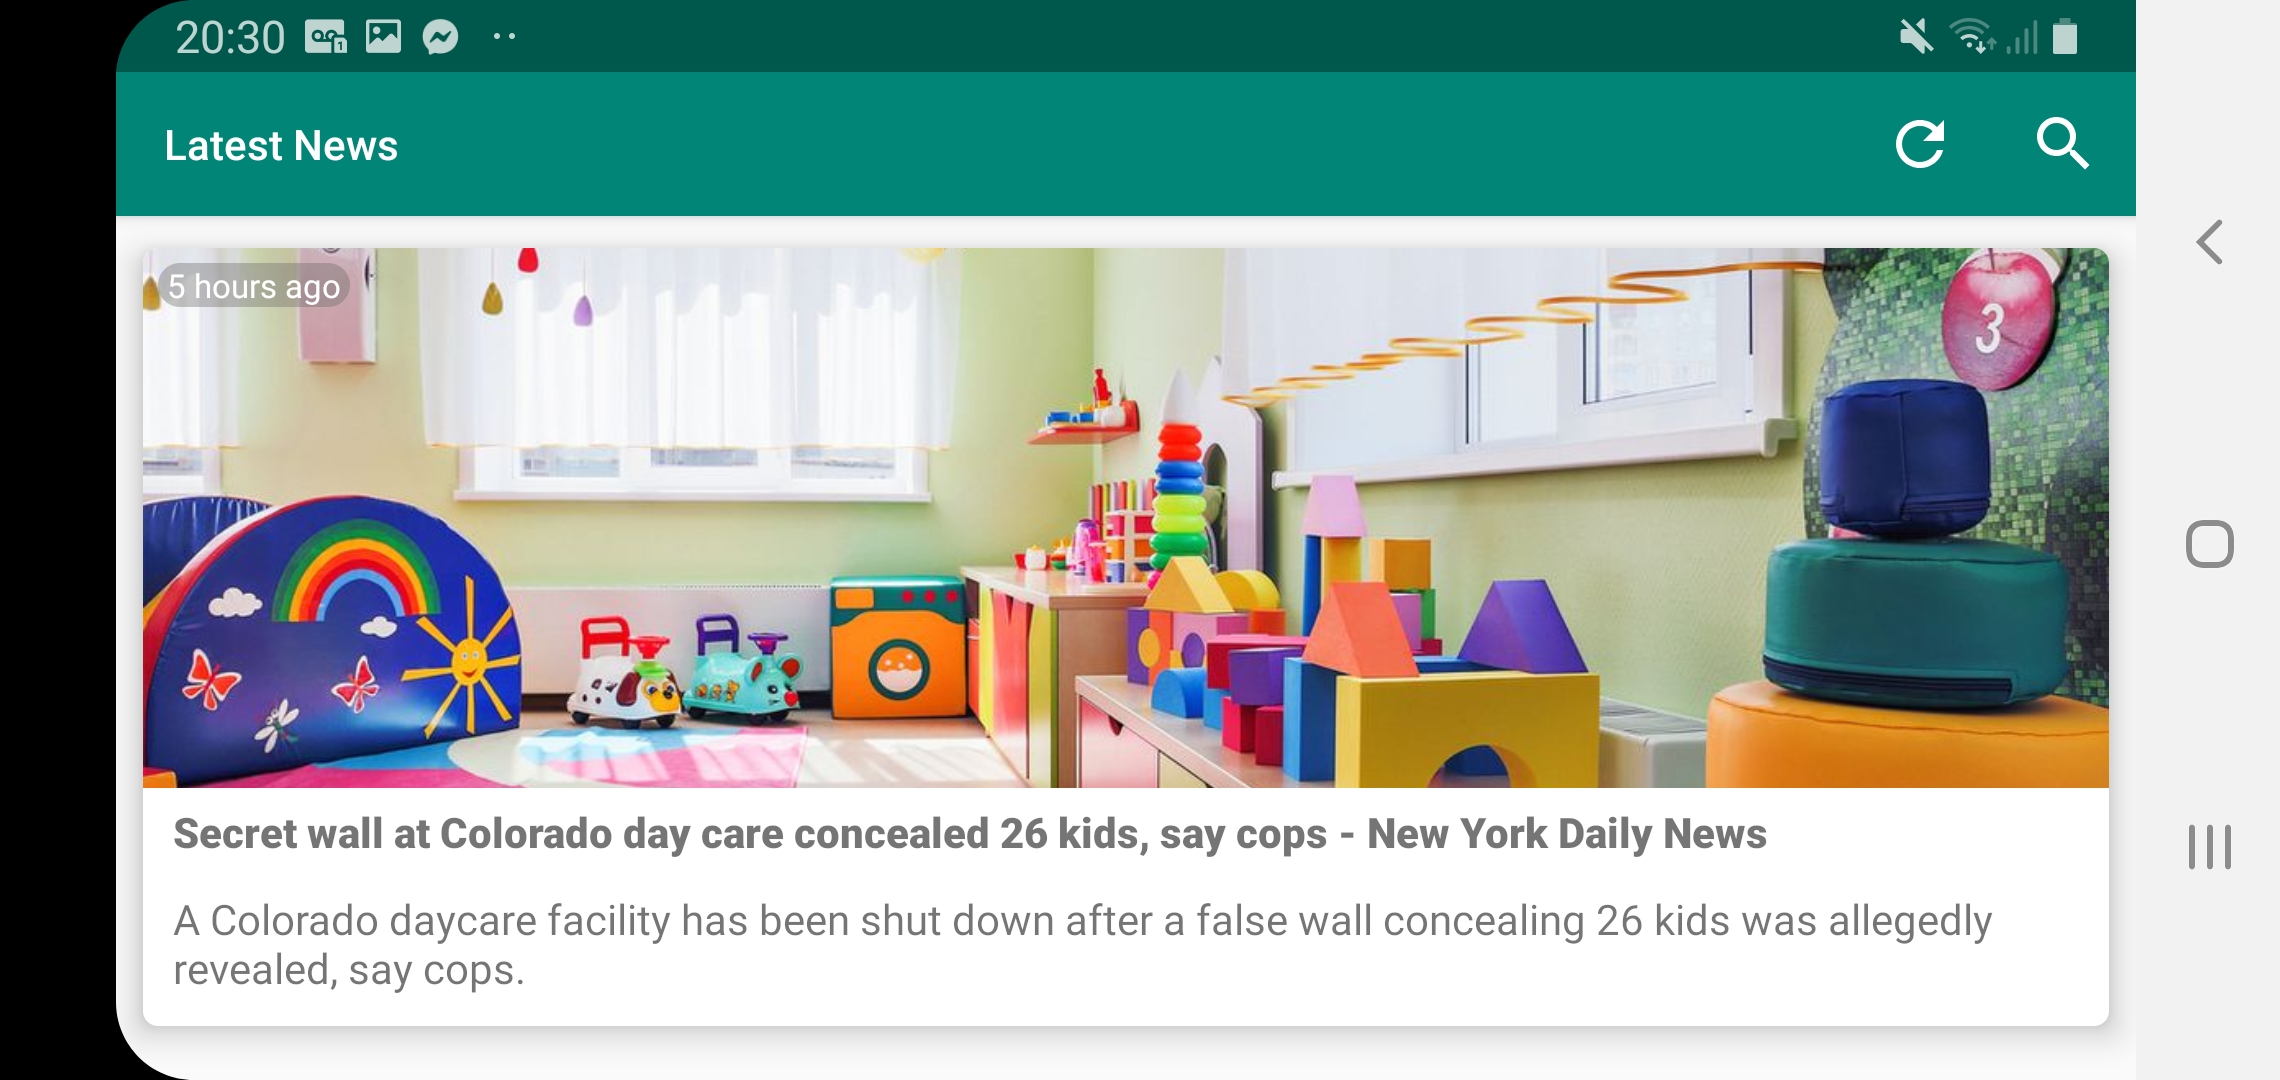 20:30
Latest News
5 hours ago
3
Secret wall at Colorado day care concealed 26 kids, say cops - New York Daily News
A Colorado daycare facility has been shut down after a false wall concealing 26 kids was allegedly
revealed, say cops.